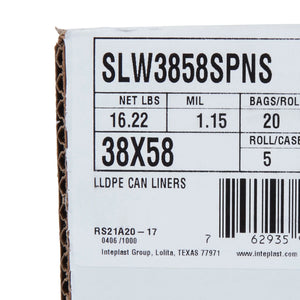 SLW3858SPNS
NET LBS MIL BAGS/ROL
16.22 1.15 20
38X58 ROLL/CASE
5
LLDPE CAN LINERS
RS21A20-17
0406 /1000
Inteplast Group, Lolita, TEXAS 77971
7 62935
www.inteplast.com